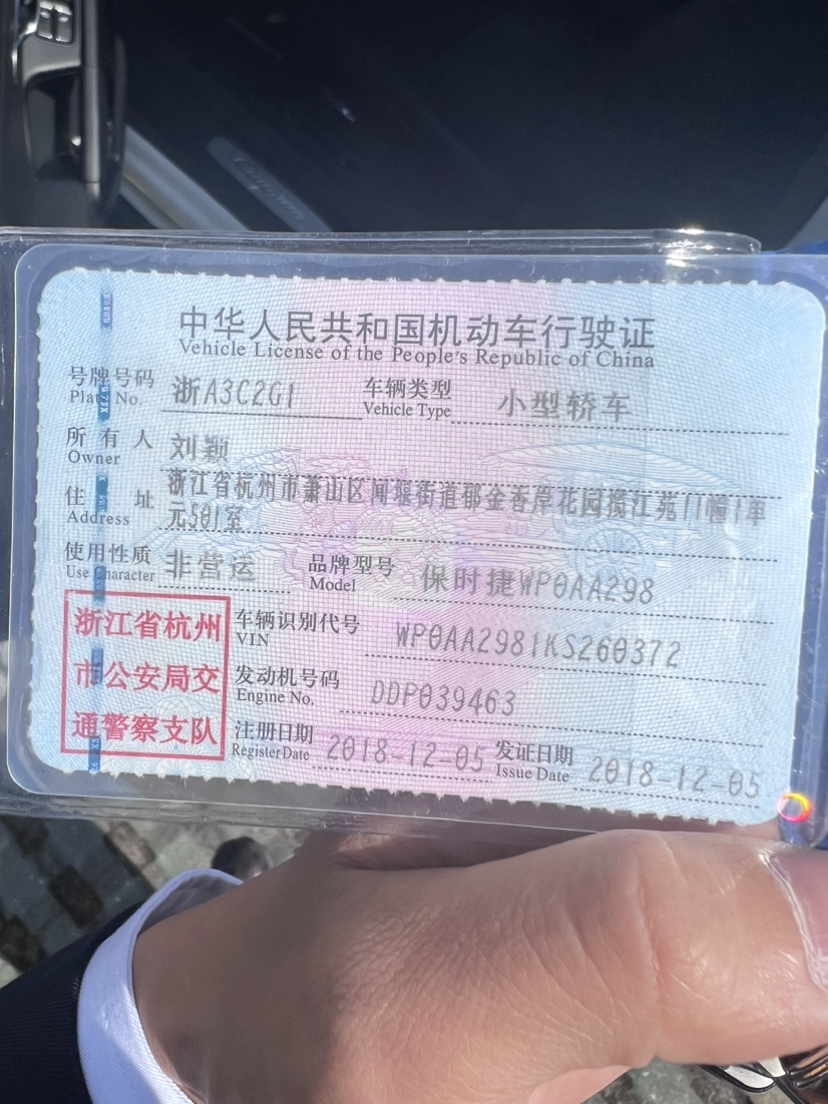 Cayman
中华人民共和国机动车行驶证
Vehicle License of the People's Republic of China
号牌号码 浙A3C2G1 车辆类型 小型轿车
Plate No. Vehicle Type
所有人 刘颖
Owner
住址 浙江省杭州市萧山区闻堰街道郁金香岸花园揽江苑11幢1单
Address 元501室
使用性质 非营运 品牌型号 保时捷WP0AA298
Use Character Model
浙江省杭州 车辆识别代号 WP0AA2981KS260372
VIN
市公安局交 发动机号码 DDP039463
Engine No.
通警察支队 注册日期 2018-12-05 发证日期 2018-12-05
Register Date Issue Date